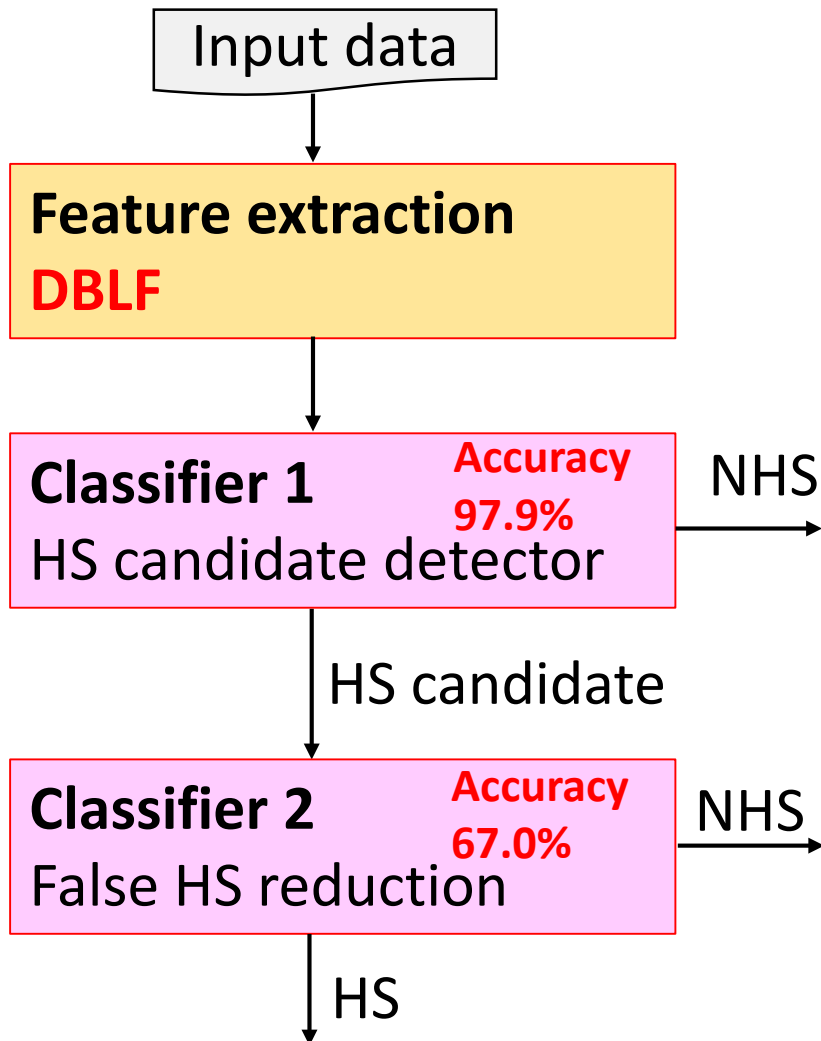 Input data
Feature extraction
DBLF
Classifier 1
Accuracy
97.9%
HS candidate detector
NHS
HS candidate
Classifier 2
Accuracy
67.0%
False HS reduction
NHS
HS